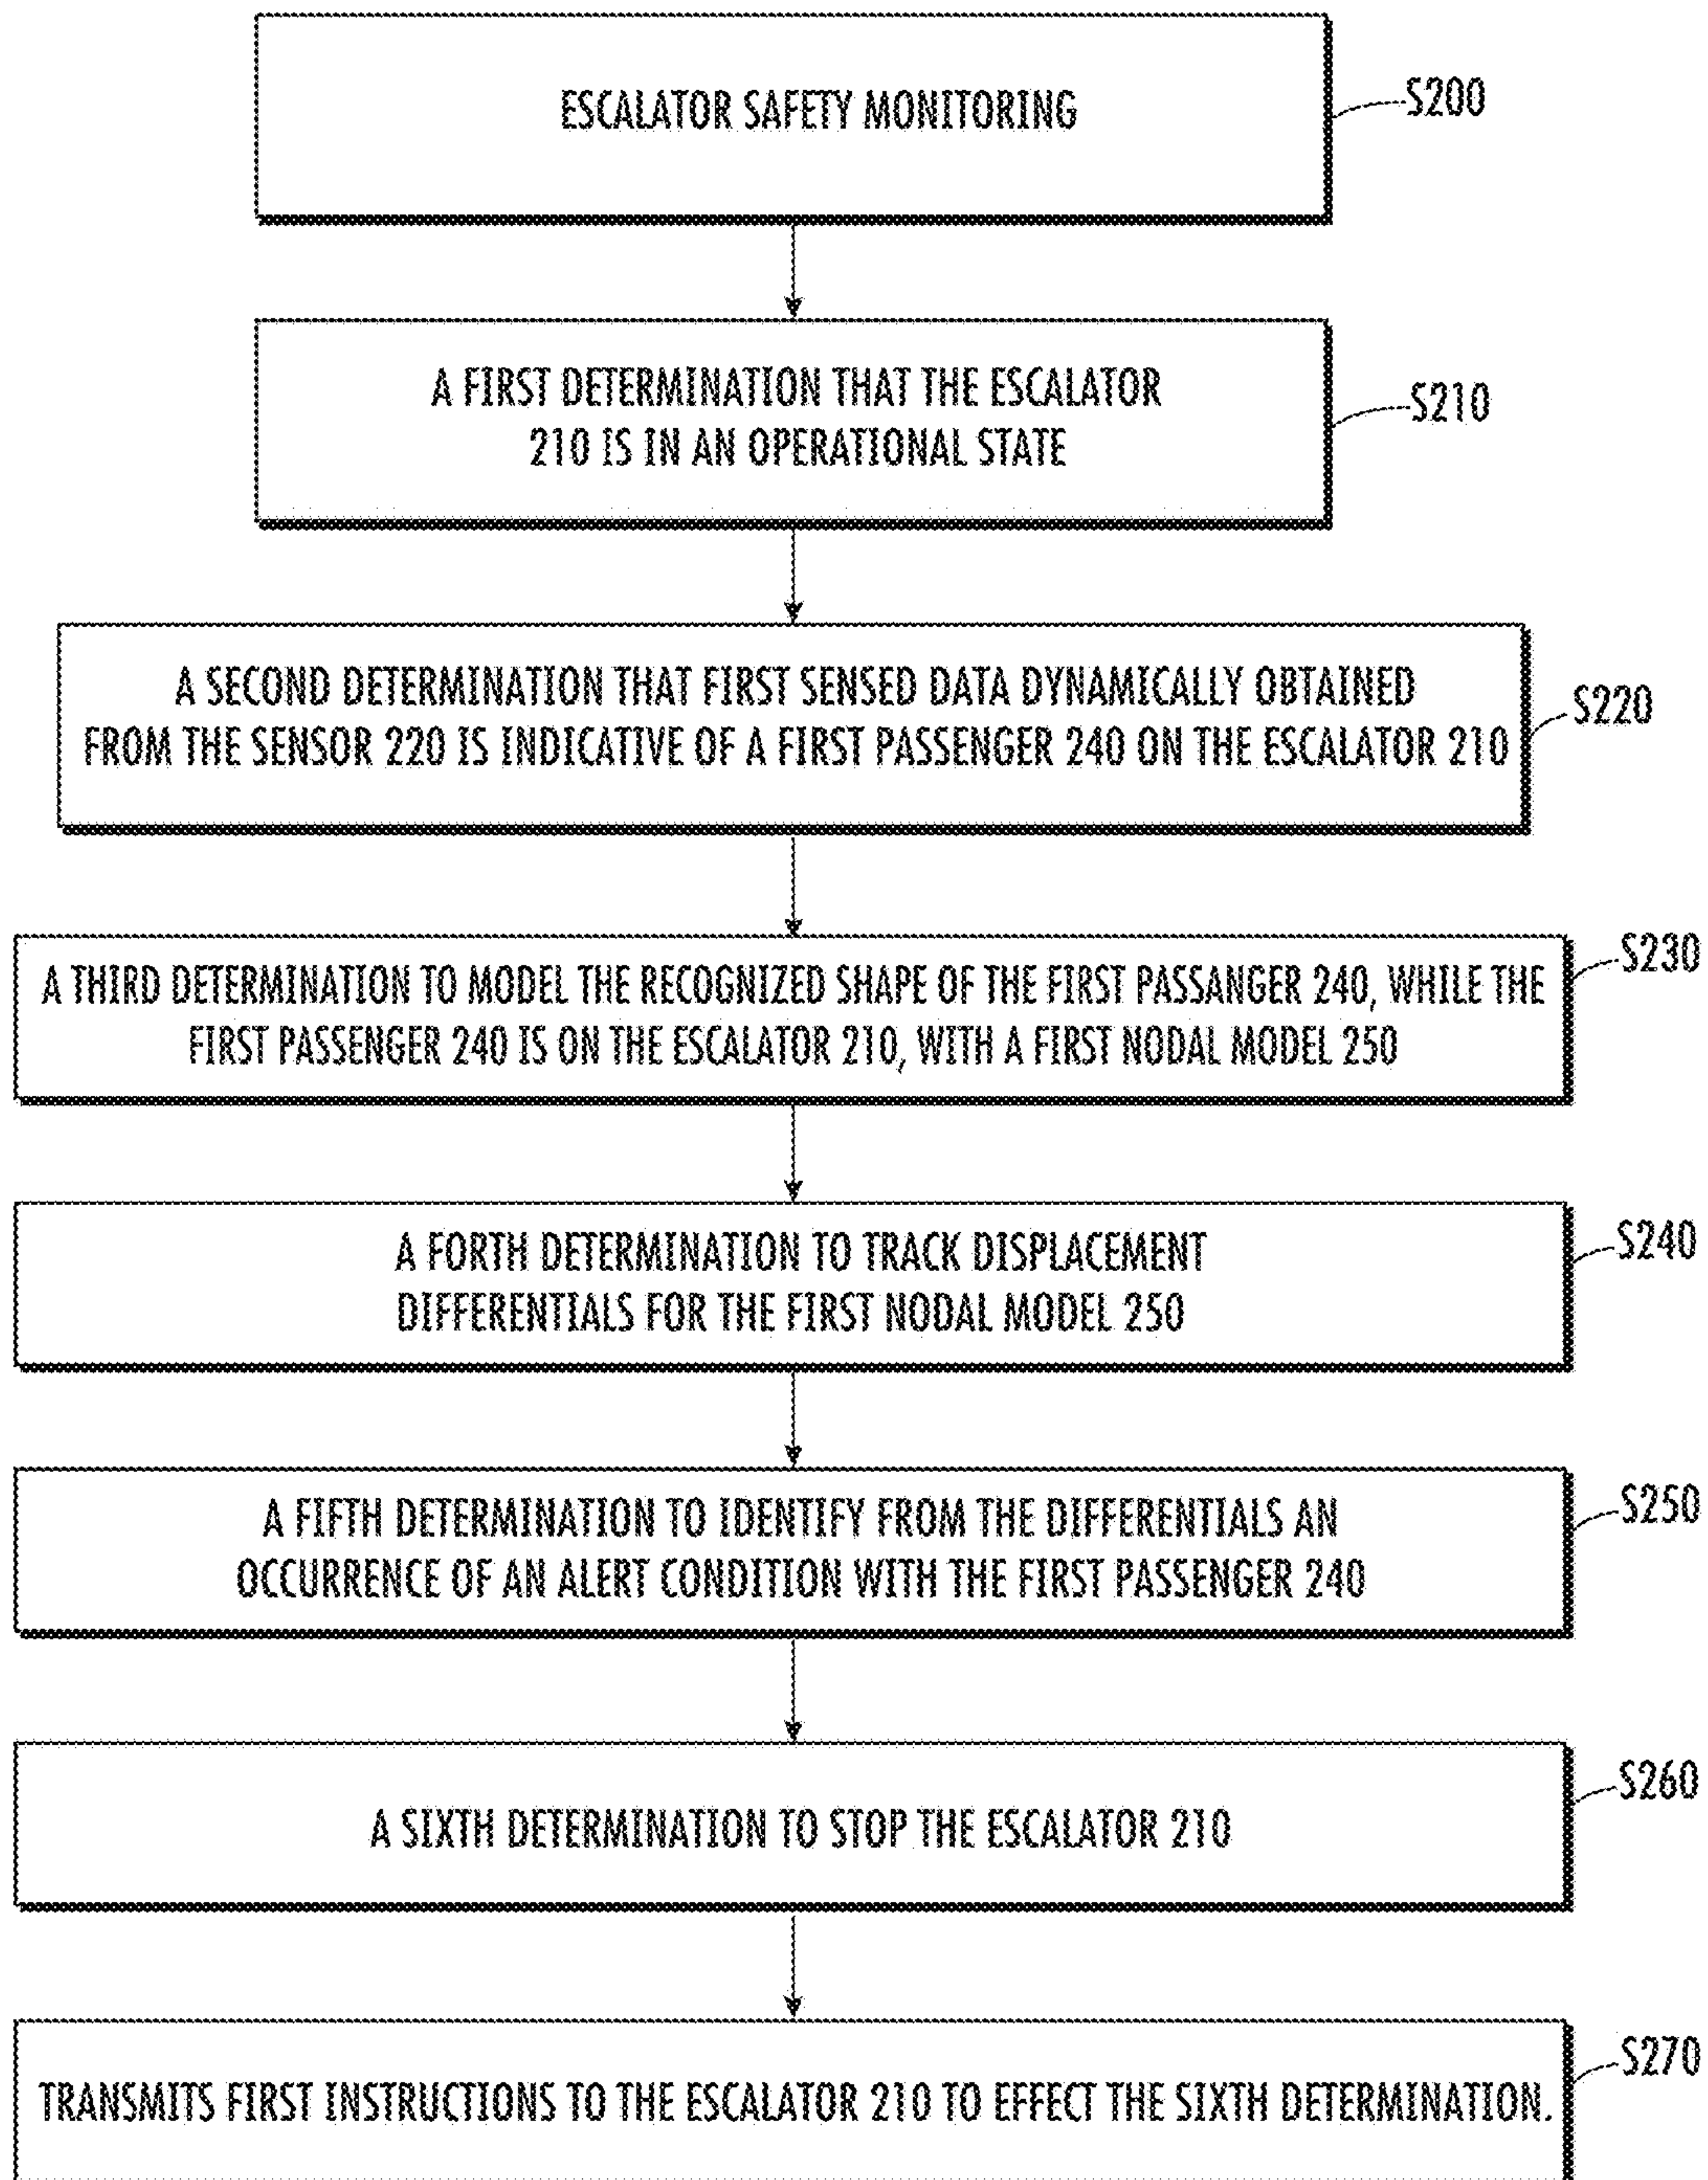 ESCALATOR SAFETY MONITORING
S200
A FIRST DETERMINATION THAT THE ESCALATOR
210 IS IN AN OPERATIONAL STATE
S210
A SECOND DETERMINATION THAT FIRST SENSED DATA DYNAMICALLY OBTAINED
FROM THE SENSOR 220 IS INDICATIVE OF A FIRST PASSENGER 240 ON THE ESCALATOR 210
S220
A THIRD DETERMINATION TO MODEL THE RECOGNIZED SHAPE OF THE FIRST PASSANGER 240, WHILE THE
FIRST PASSENGER 240 IS ON THE ESCALATOR 210, WITH A FIRST NODAL MODEL 250
S230
A FORTH DETERMINATION TO TRACK DISPLACEMENT
DIFFERENTIALS FOR THE FIRST NODAL MODEL 250
S240
A FIFTH DETERMINATION TO IDENTIFY FROM THE DIFFERENTIALS AN
OCCURRENCE OF AN ALERT CONDITION WITH THE FIRST PASSENGER 240
S250
A SIXTH DETERMINATION TO STOP THE ESCALATOR 210
S260
TRANSMITS FIRST INSTRUCTIONS TO THE ESCALATOR 210 TO EFFECT THE SIXTH DETERMINATION.
S270